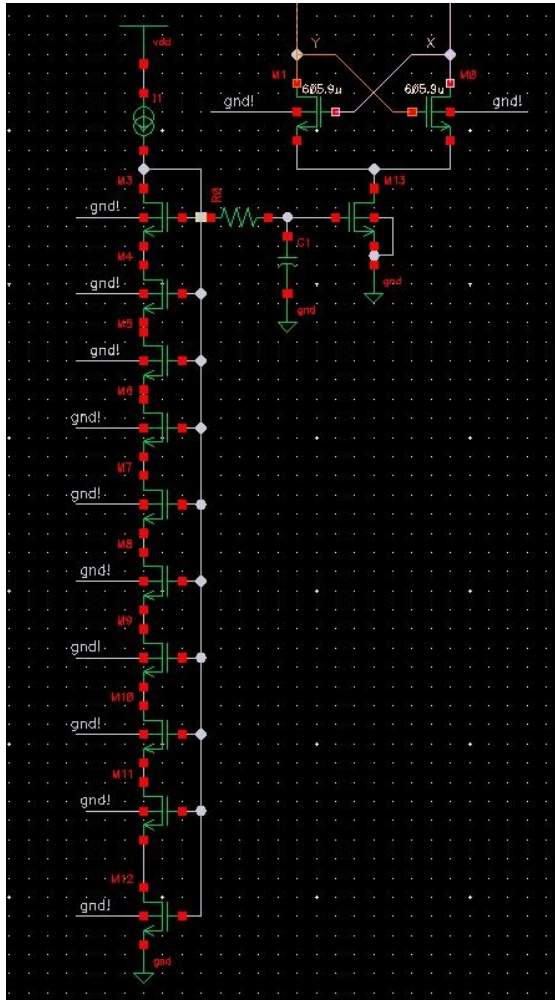 Y
X
vdd
M1
605.9u
605.9u
M0
I1
gnd!
gnd!
M3
R0
M13
gnd!
M4
C1
gnd!
gnd
M5
gnd
gnd!
M6
gnd!
M7
gnd!
M8
gnd!
M9
gnd!
M10
gnd!
M11
gnd!
M12
gnd!
gnd